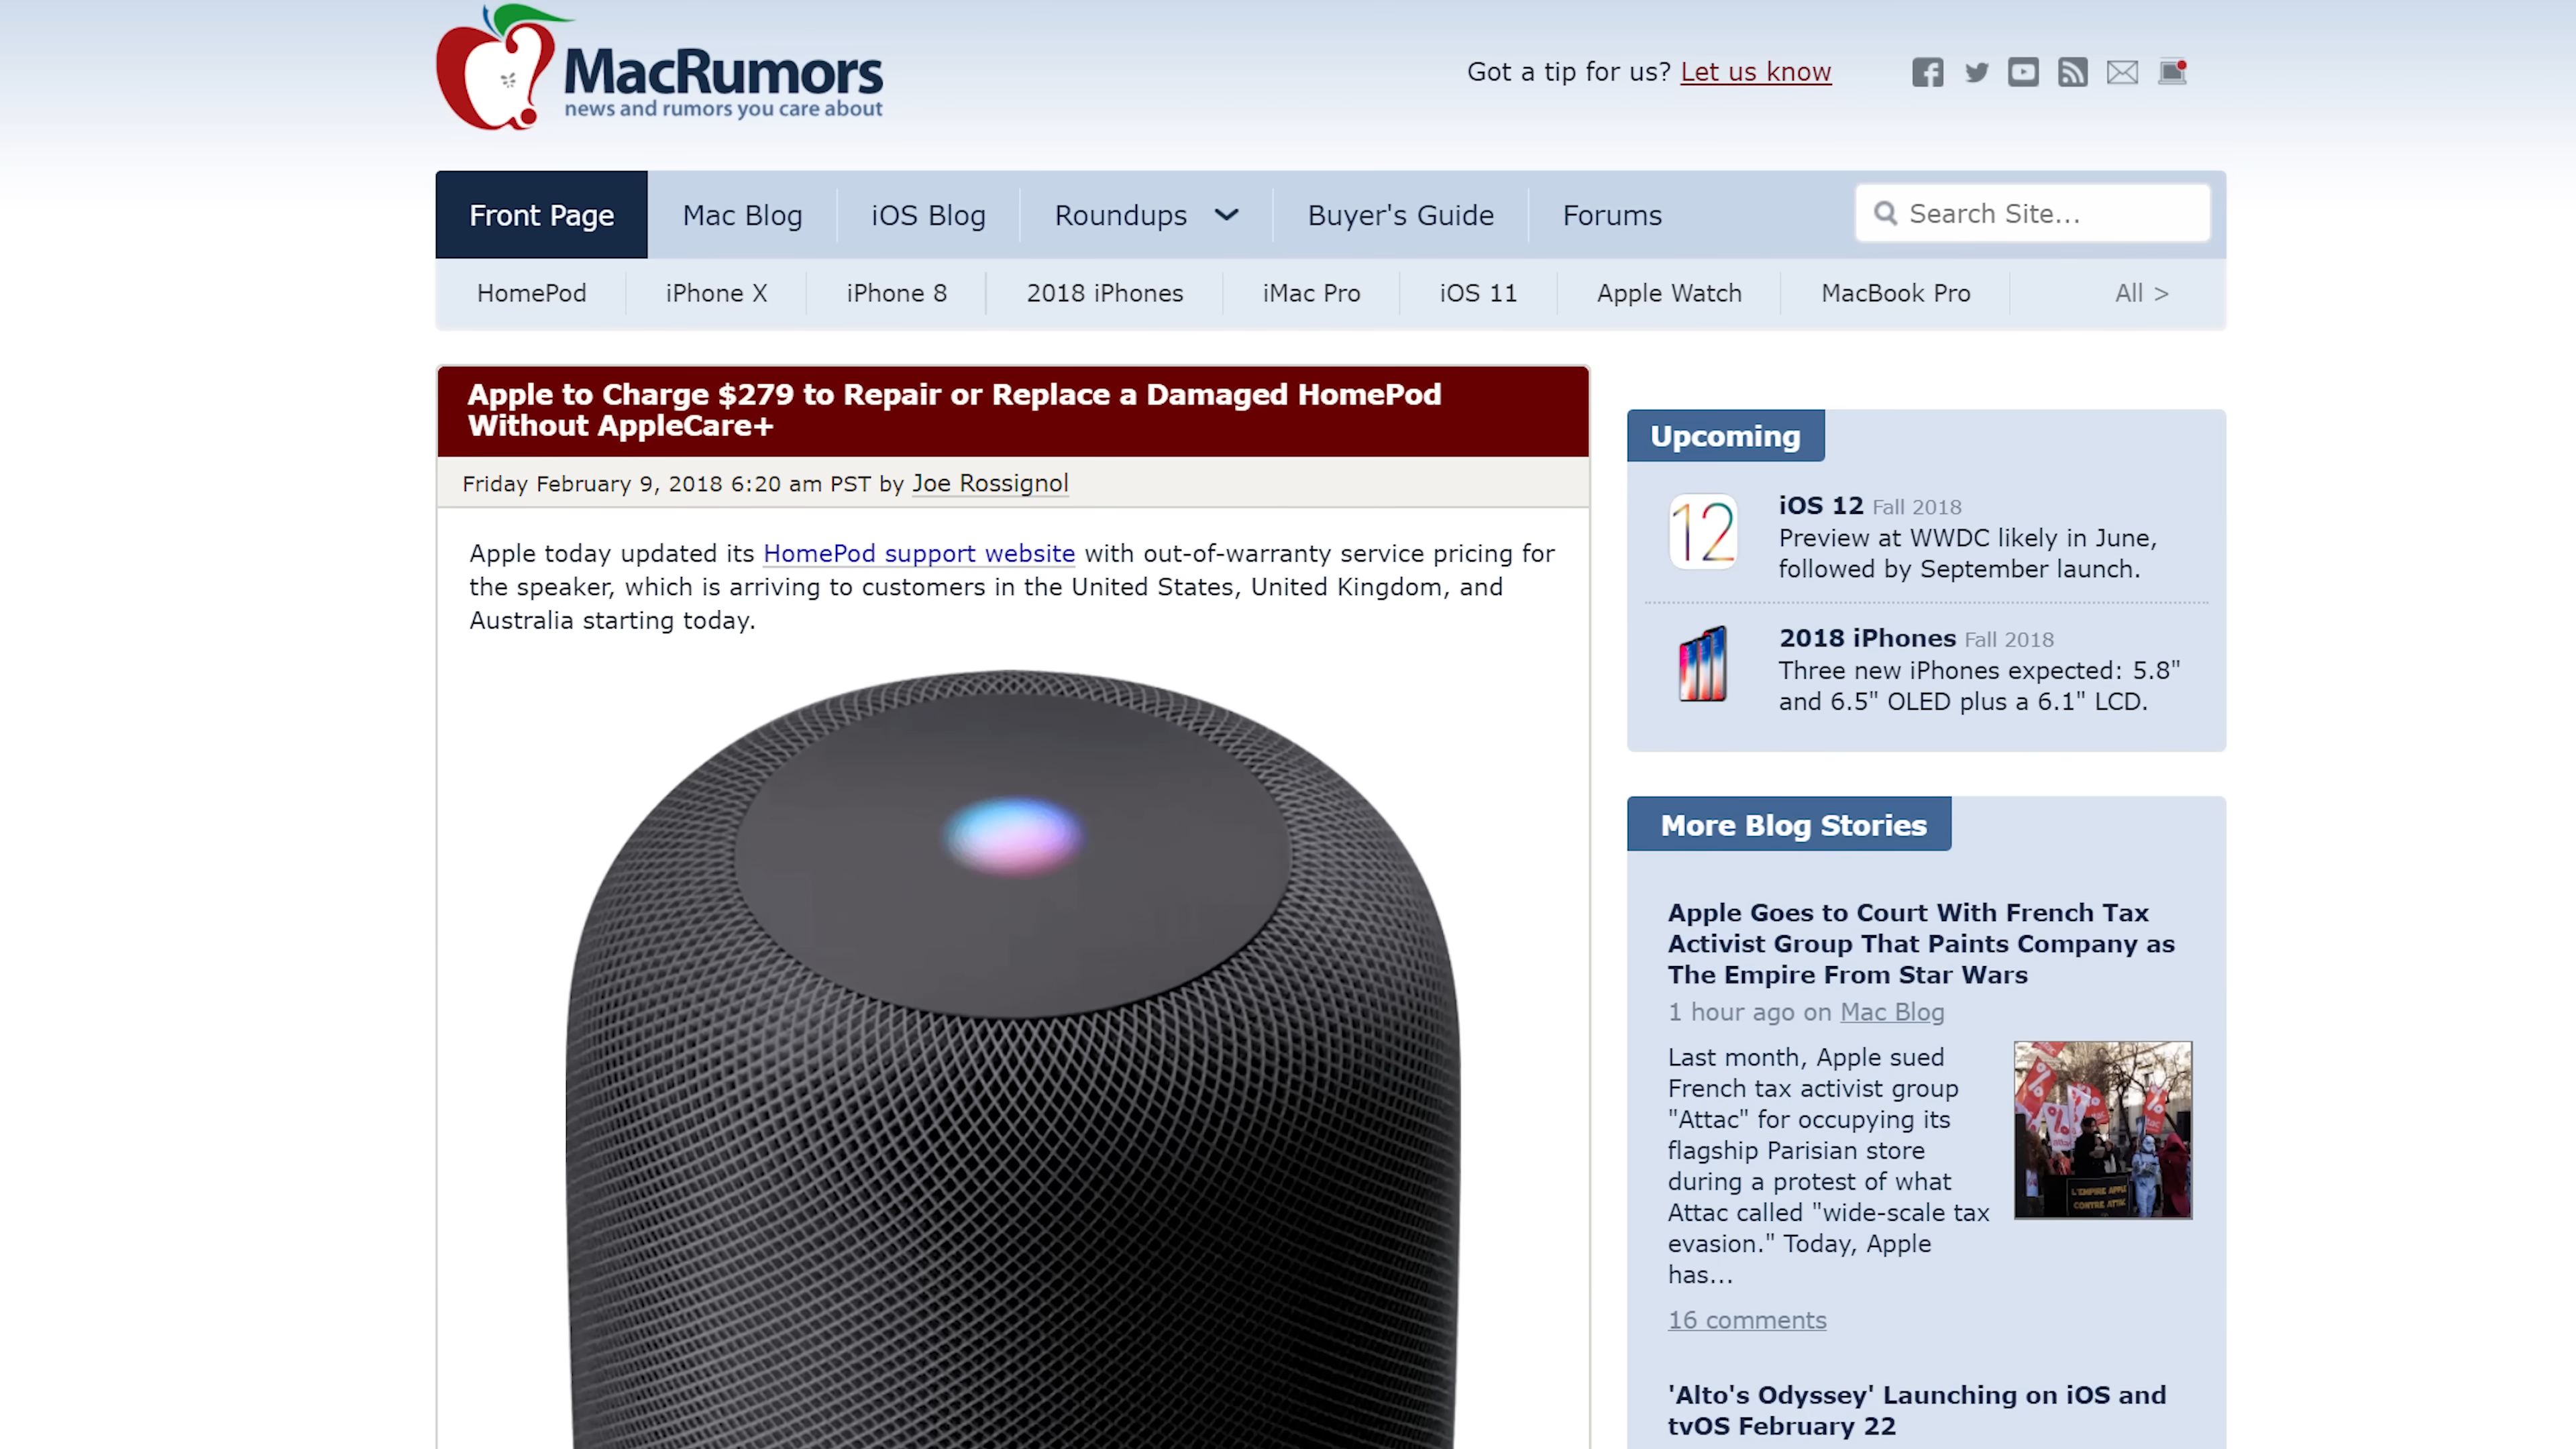 MacRumors
news and rumors you care about
Got a tip for us? Let us know
Front Page
Mac Blog
iOS Blog
Roundups
Buyer's Guide
Forums
Search Site...
HomePod
iPhone X
iPhone 8
2018 iPhones
iMac Pro
iOS 11
Apple Watch
MacBook Pro
All >
Apple to Charge $279 to Repair or Replace a Damaged HomePod
Without AppleCare+
Friday February 9, 2018 6:20 am PST by Joe Rossignol
Apple today updated its HomePod support website with out-of-warranty service pricing for
the speaker, which is arriving to customers in the United States, United Kingdom, and
Australia starting today.
Upcoming
12
iOS 12 Fall 2018
Preview at WWDC likely in June,
followed by September launch.
2018 iPhones Fall 2018
Three new iPhones expected: 5.8"
and 6.5" OLED plus a 6.1" LCD.
More Blog Stories
Apple Goes to Court With French Tax
Activist Group That Paints Company as
The Empire From Star Wars
1 hour ago on Mac Blog
Last month, Apple sued
French tax activist group
"Attac" for occupying its
flagship Parisian store
during a protest of what
Attac called "wide-scale tax
evasion." Today, Apple
has...
L'EMPIRE APPLE
CONTRE ATTAC
16 comments
'Alto's Odyssey' Launching on iOS and
tvOS February 22